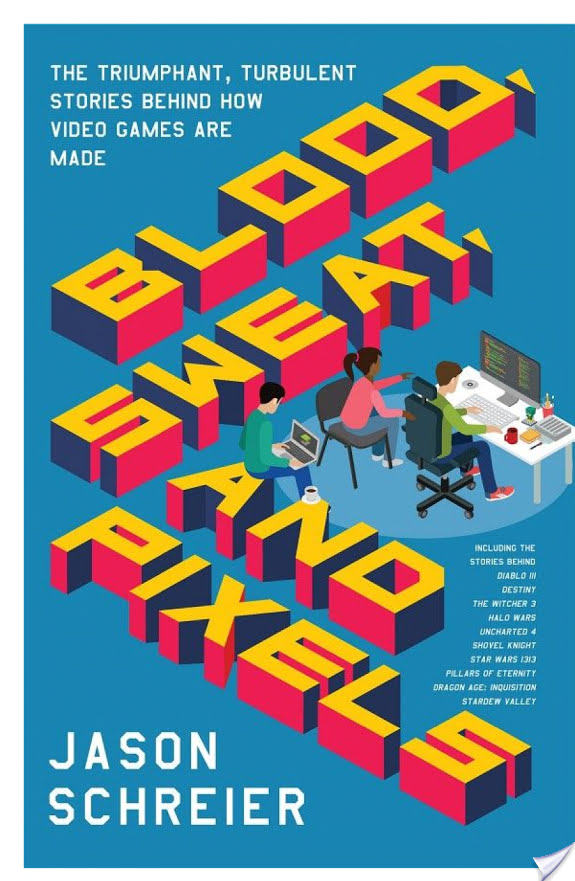 THE TRIUMPHANT, TURBULENT
STORIES BEHIND HOW
VIDEO GAMES ARE
MADE
BLOOD,
SWEAT,
AND
PIXELS
INCLUDING THE
STORIES BEHIND
DIABLO III
DESTINY
THE WITCHER 3
HALO WARS
UNCHARTED 4
SHOVEL KNIGHT
STAR WARS 1313
PILLARS OF ETERNITY
DRAGON AGE: INQUISITION
STARDEW VALLEY
JASON
SCHREIER